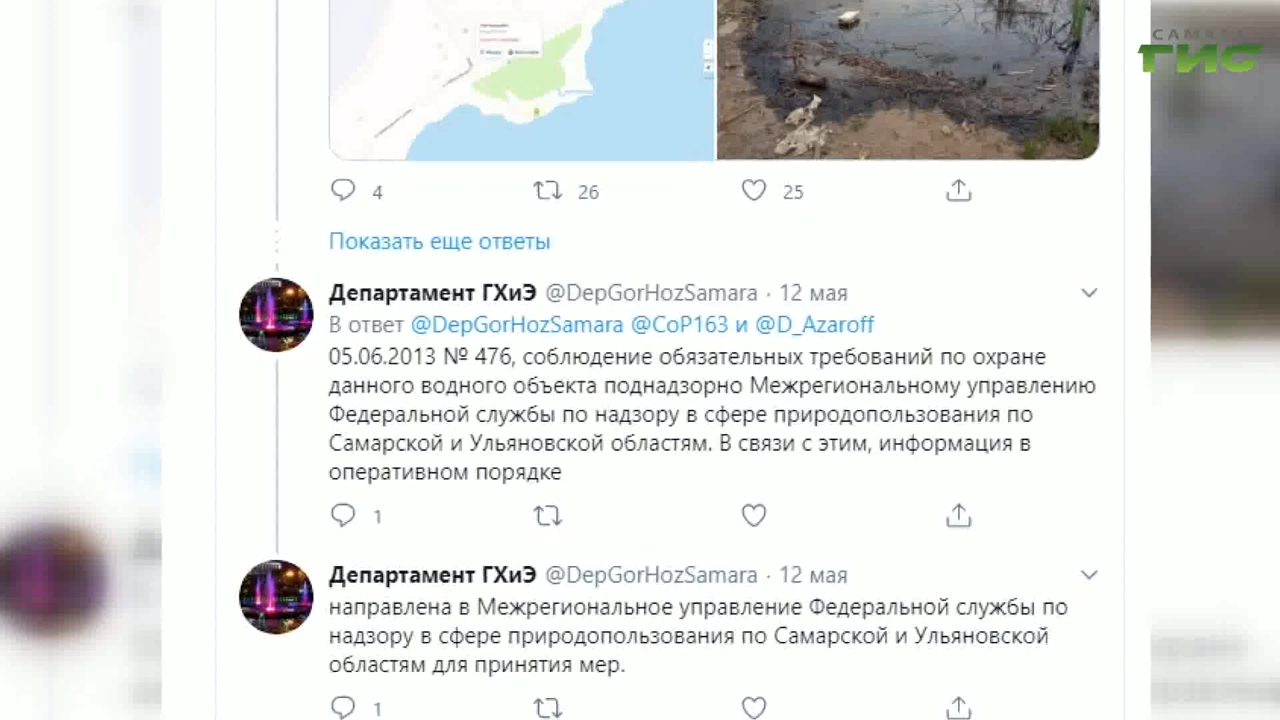 САМАРА
ТИС
4 26 25
Показать еще ответы
Департамент ГХиЭ @DepGorHozSamara · 12 мая
В ответ @DepGorHozSamara @CoP163 и @D_Azaroff
05.06.2013 № 476, соблюдение обязательных требований по охране
данного водного объекта поднадзорно Межрегиональному управлению
Федеральной службы по надзору в сфере природопользования по
Самарской и Ульяновской областям. В связи с этим, информация в
оперативном порядке
1
Департамент ГХиЭ @DepGorHozSamara · 12 мая
направлена в Межрегиональное управление Федеральной службы по
надзору в сфере природопользования по Самарской и Ульяновской
областям для принятия мер.
1